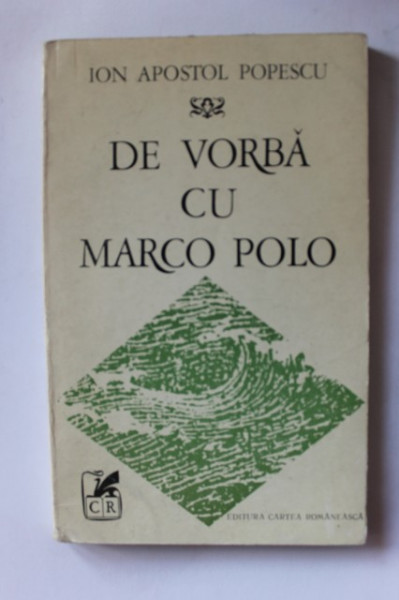 ION APOSTOL POPESCU
DE VORBĂ
CU
MARCO POLO
CR
EDITURA CARTEA ROMÂNEASCĂ